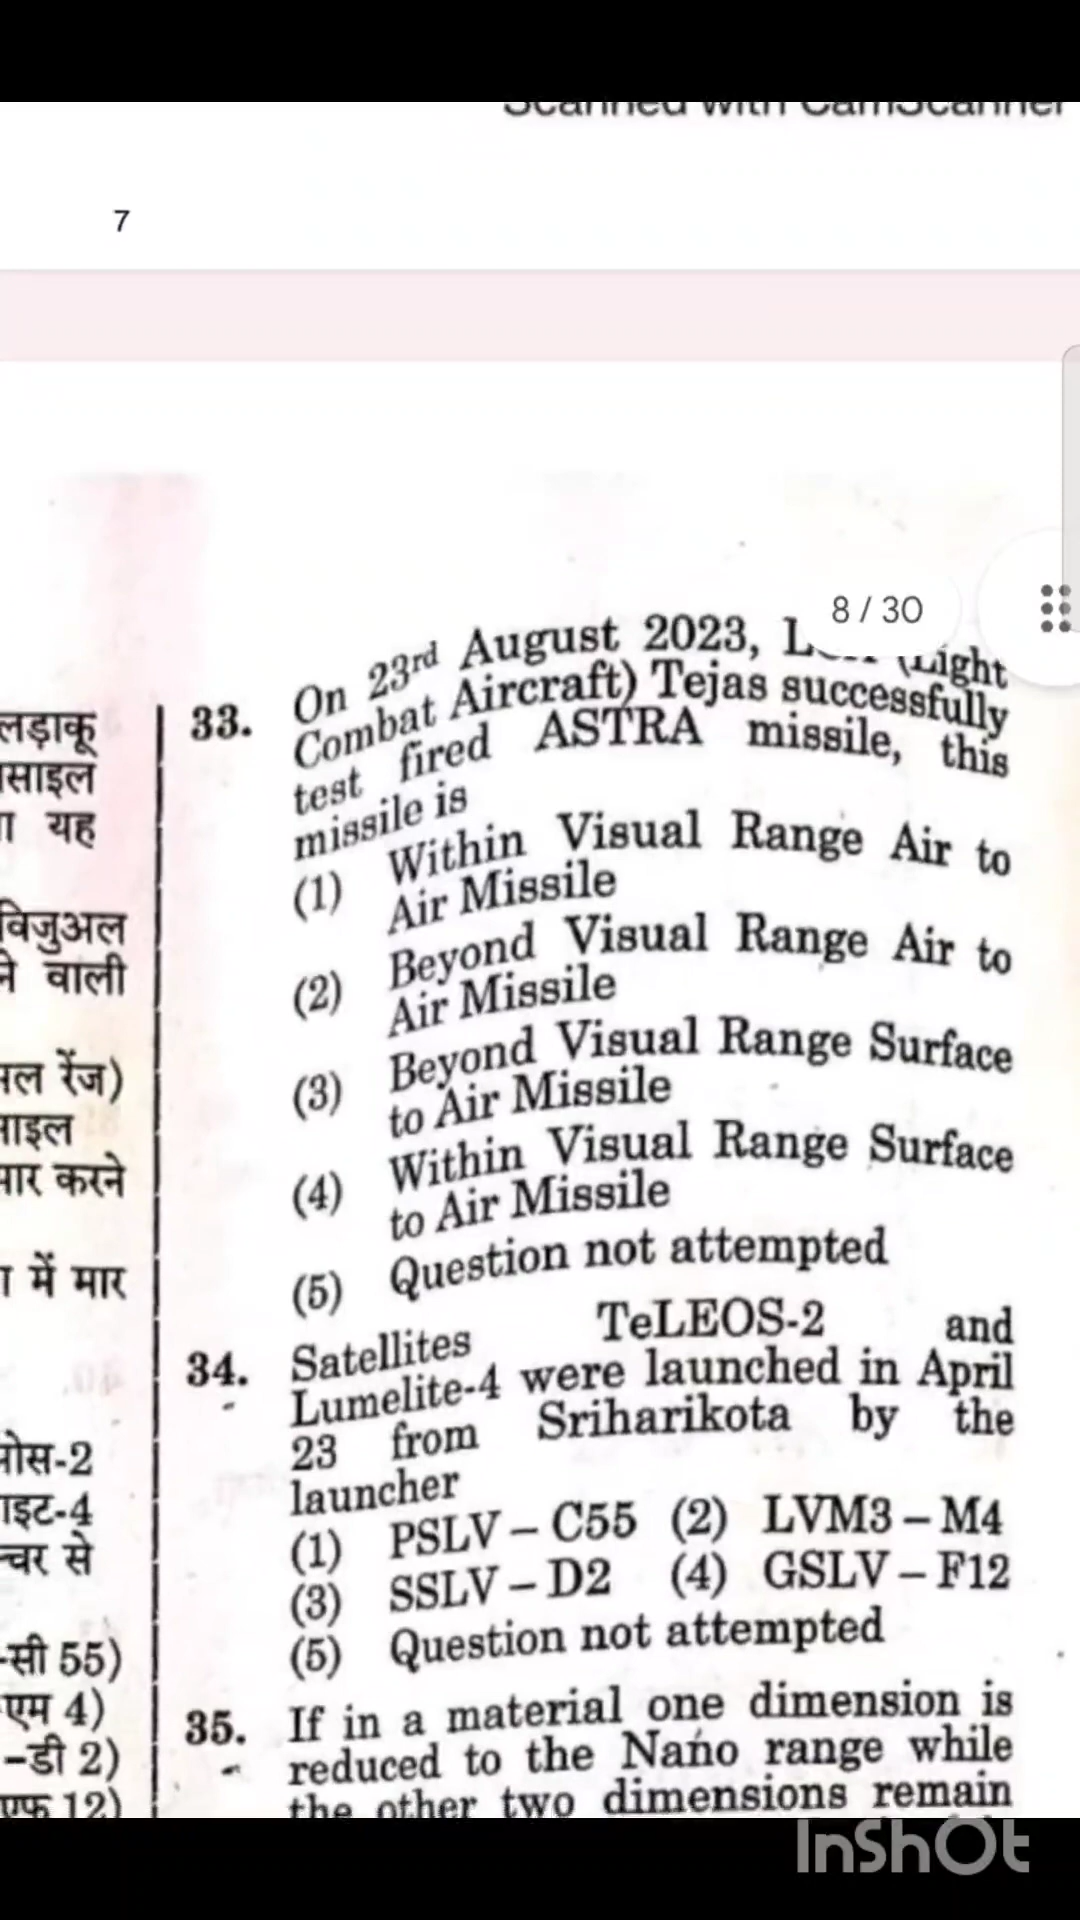 Scanned with CamScanner
7
8 / 30
लड़ाकू
यह
विजुअल
वाली
रेंज)
करने
में मार
-सी 55)
एम 4)
-डी 2)
एफ 12)
33. On 23rd August 2023, (Light
Combat Aircraft) Tejas successfully
test fired ASTRA missile, this
missile is
(1) Within Visual Range Air to
Air Missile
(2) Beyond Visual Range Air to
Air Missile
(3) Beyond Visual Range Surface
to Air Missile
(4) Within Visual Range Surface
to Air Missile
(5) Question not attempted
34. Satellites TeLEOS-2 and
Lumelite-4 were launched in April
23 from Sriharikota by the
launcher
(1) PSLV – C55 (2) LVM3 – M4
(3) SSLV – D2 (4) GSLV – F12
(5) Question not attempted
35. If in a material one dimension is
reduced to the Nano range while
the other two dimensions remain
InShOt